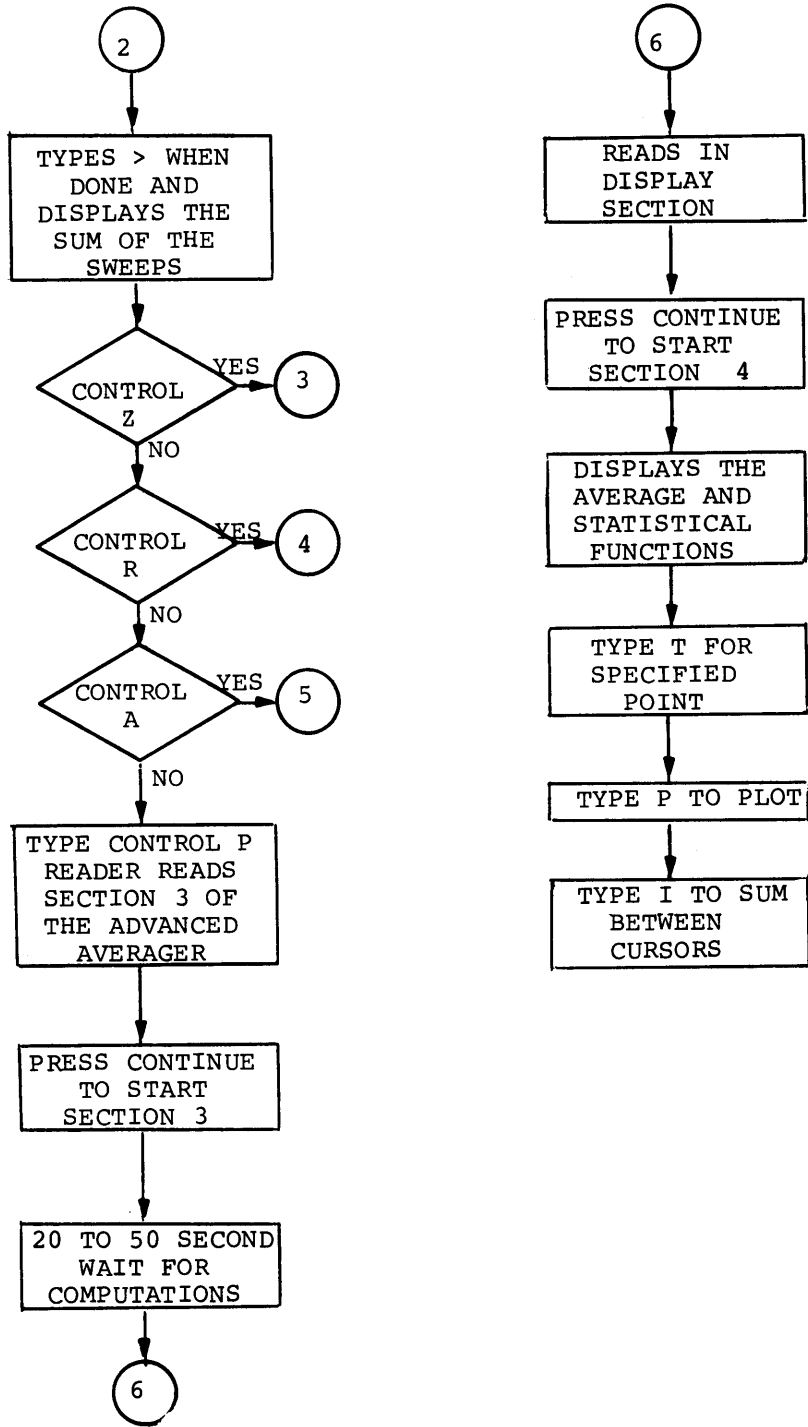 2
TYPES > WHEN
DONE AND
DISPLAYS THE
SUM OF THE
SWEEPS
CONTROL
Z
YES
3
NO
CONTROL
R
YES
4
NO
CONTROL
A
YES
5
NO
TYPE CONTROL P
READER READS
SECTION 3 OF
THE ADVANCED
AVERAGER
PRESS CONTINUE
TO START
SECTION 3
20 TO 50 SECOND
WAIT FOR
COMPUTATIONS
6
6
READS IN
DISPLAY
SECTION
PRESS CONTINUE
TO START
SECTION 4
DISPLAYS THE
AVERAGE AND
STATISTICAL
FUNCTIONS
TYPE T FOR
SPECIFIED
POINT
TYPE P TO PLOT
TYPE I TO SUM
BETWEEN
CURSORS